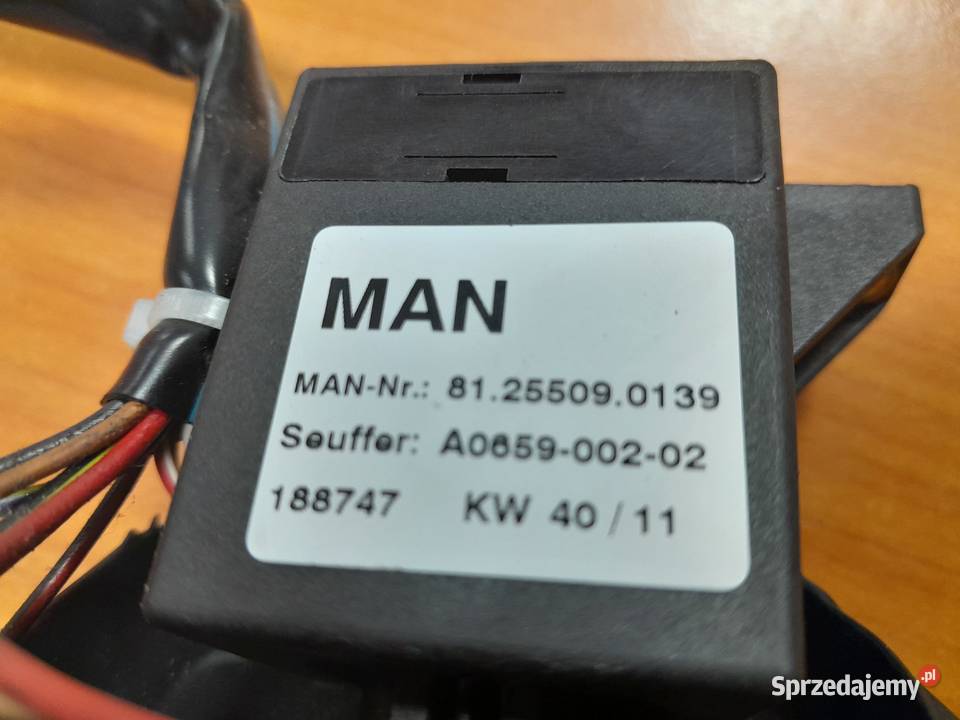 MAN
MAN-Nr.: 81.25509.0139
Seuffer: A0659-002-02
188747 KW 40 / 11
Sprzedajemy.pl